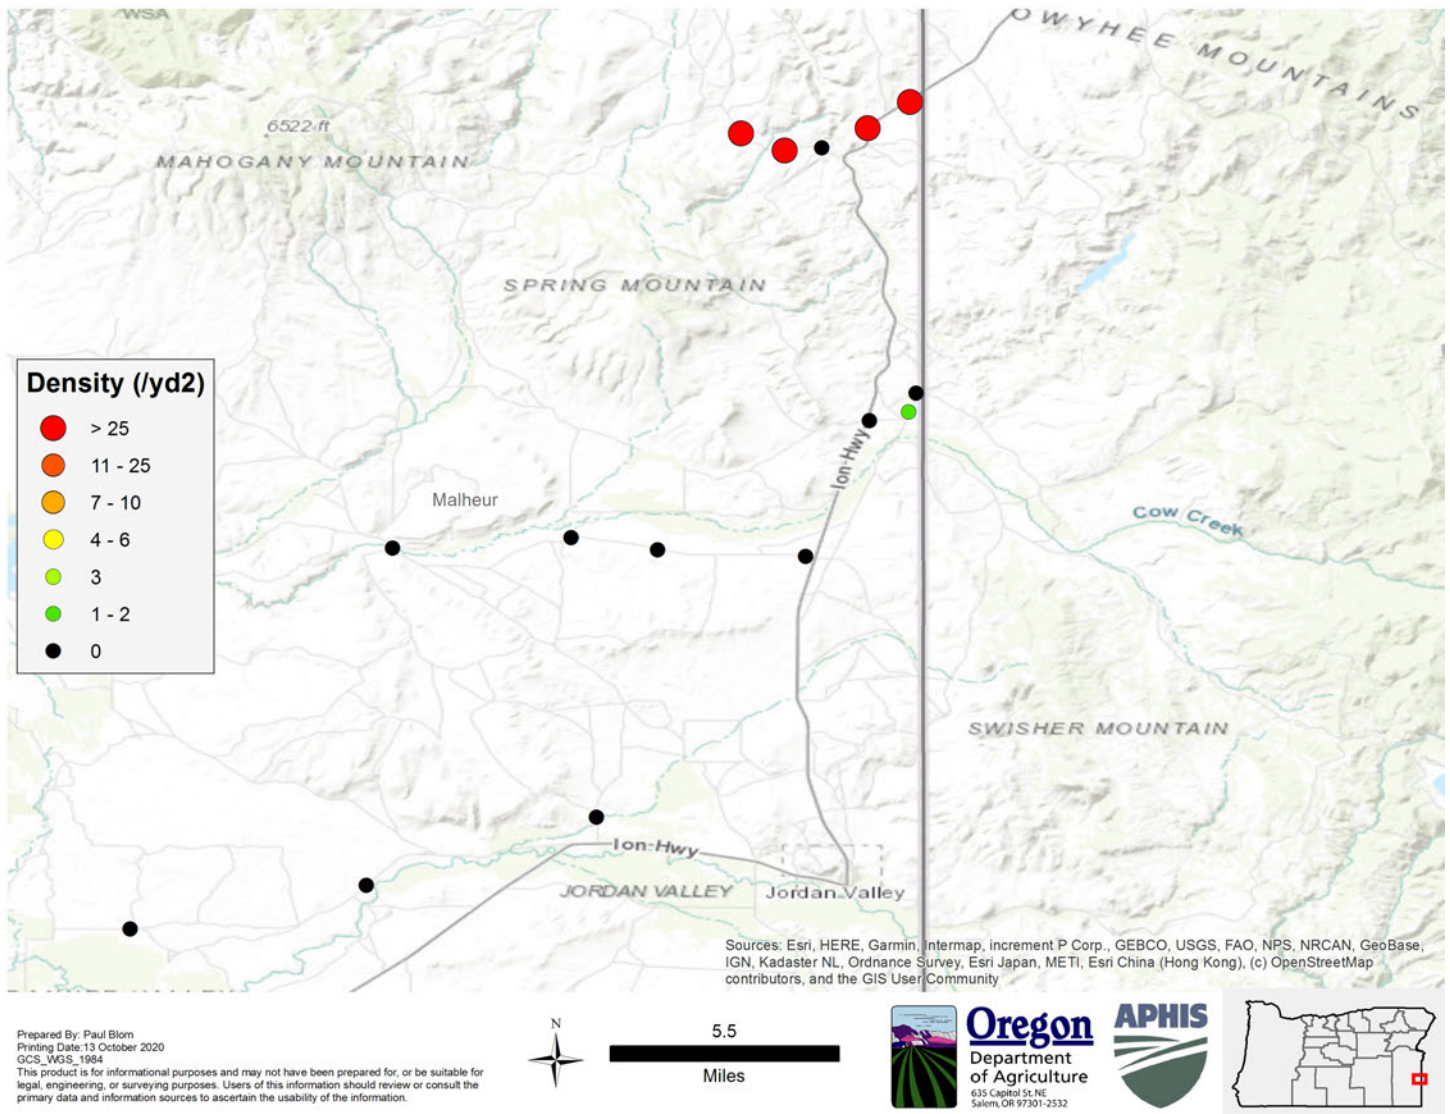 WSA
OWYHEE MOUNTAINS
6522 ft
MAHOGANY MOUNTAIN
SPRING MOUNTAIN
Density (/yd2)
> 25
11 - 25
7 - 10
4 - 6
3
1 - 2
0
Ion Hwy
Malheur
Cow Creek
SWISHER MOUNTAIN
Ion Hwy
JORDAN VALLEY
Jordan Valley
Sources: Esri, HERE, Garmin, Intermap, increment P Corp., GEBCO, USGS, FAO, NPS, NRCAN, GeoBase,
IGN, Kadaster NL, Ordnance Survey, Esri Japan, METI, Esri China (Hong Kong), (c) OpenStreetMap
contributors, and the GIS User Community
Prepared By: Paul Blom
Printing Date:13 October 2020
GCS_WGS_1984
This product is for informational purposes and may not have been prepared for, or be suitable for
legal, engineering, or surveying purposes. Users of this information should review or consult the
primary data and information sources to ascertain the usability of the information.
N
5.5
Miles
Oregon
Department
of Agriculture
635 Capitol St. NE
Salem, OR 97301-2532
APHIS